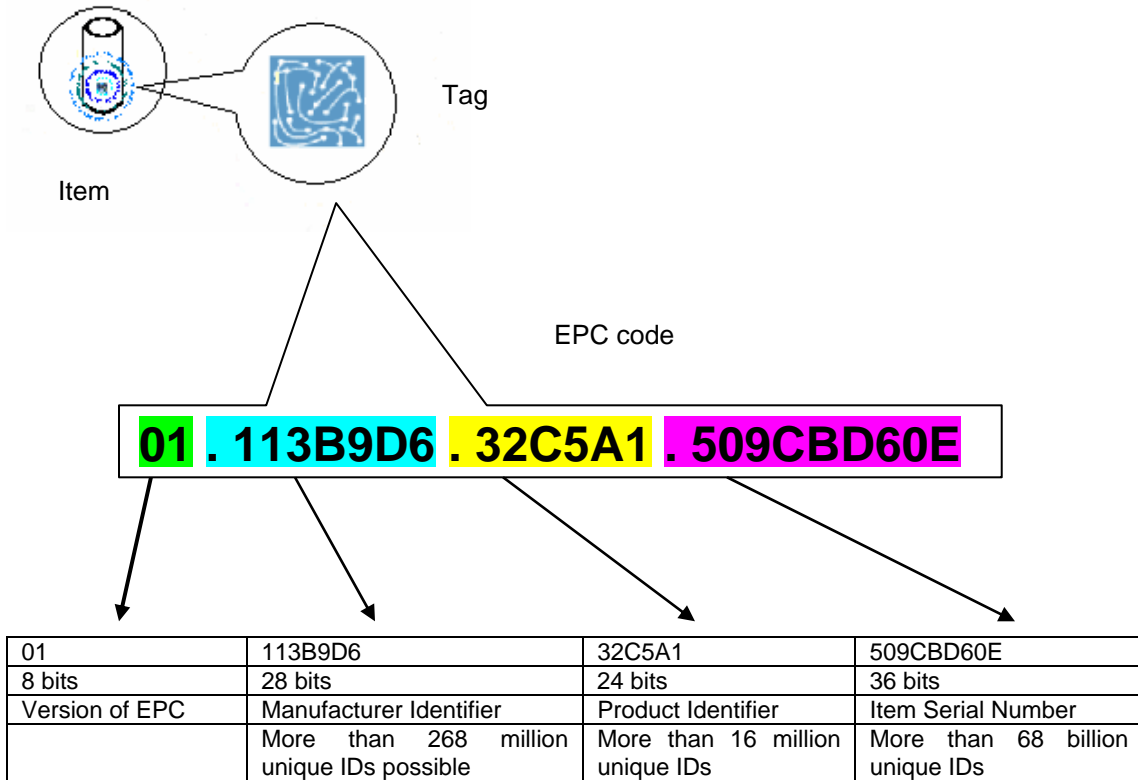 Tag
Item
EPC code
01 . 113B9D6 . 32C5A1 . 509CBD60E
01 113B9D6 32C5A1 509CBD60E
8 bits 28 bits 24 bits 36 bits
Version of EPC Manufacturer Identifier Product Identifier Item Serial Number
More than 268 million unique IDs possible
More than 16 million unique IDs
More than 68 billion unique IDs